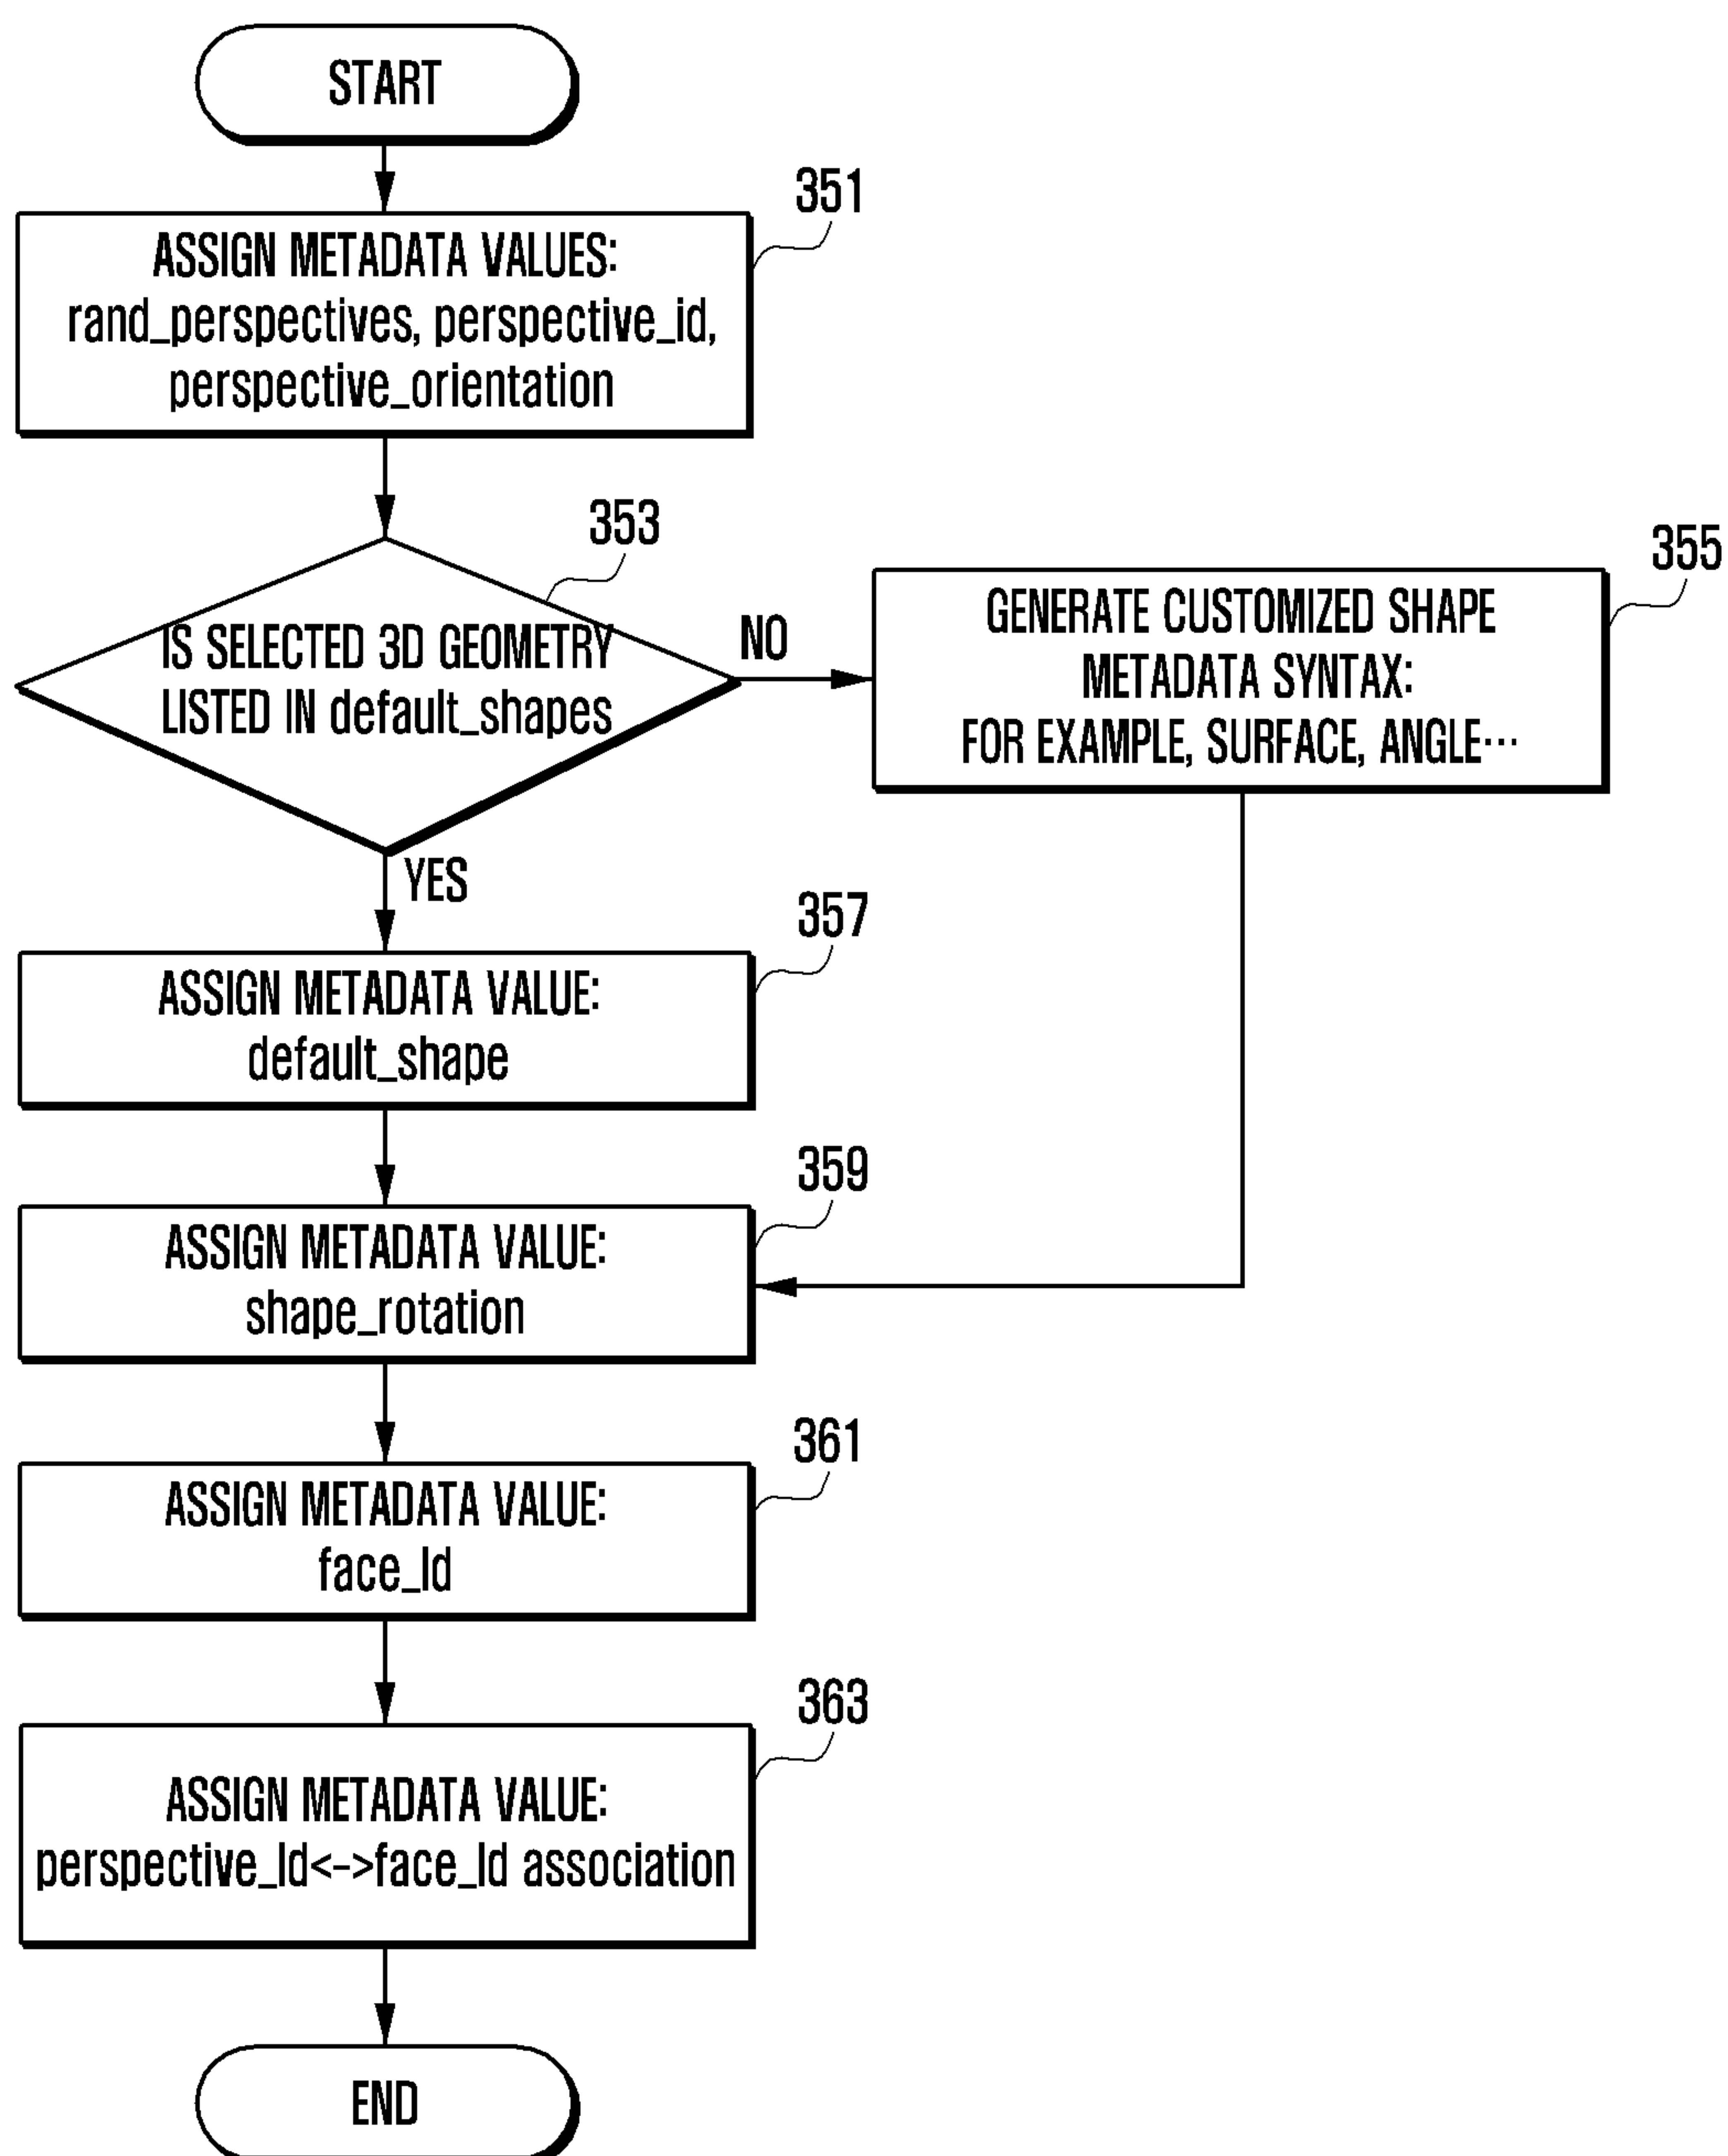 START
351
ASSIGN METADATA VALUES:
rand_perspectives, perspective_id,
perspective_orientation
353
IS SELECTED 3D GEOMETRY
LISTED IN default_shapes
NO
355
GENERATE CUSTOMIZED SHAPE
METADATA SYNTAX:
FOR EXAMPLE, SURFACE, ANGLE···
YES
357
ASSIGN METADATA VALUE:
default_shape
359
ASSIGN METADATA VALUE:
shape_rotation
361
ASSIGN METADATA VALUE:
face_Id
363
ASSIGN METADATA VALUE:
perspective_Id<->face_Id association
END